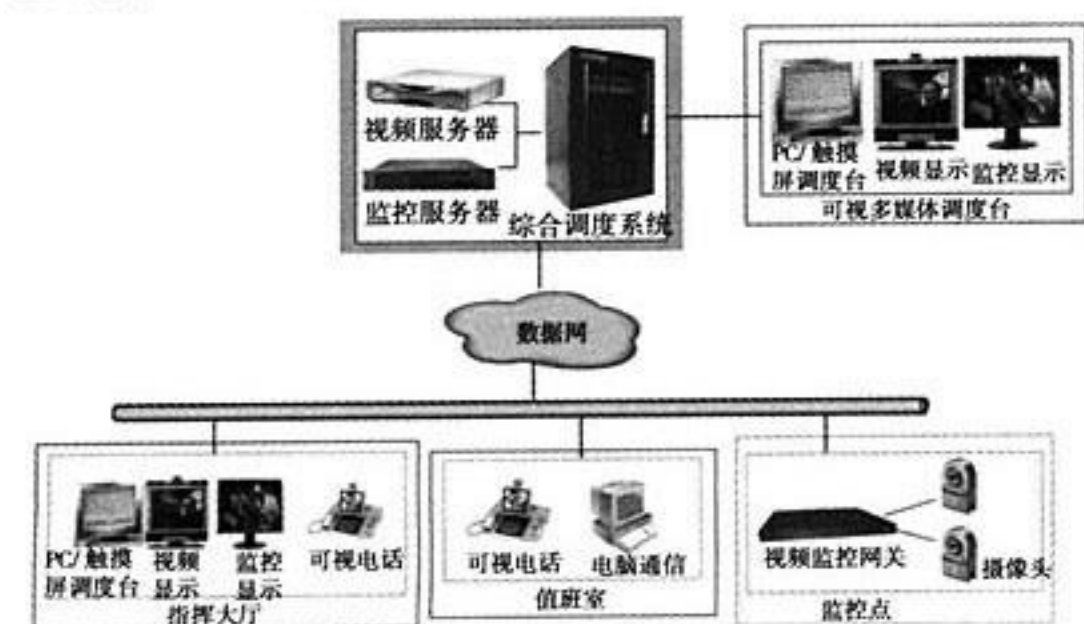 视频服务器
监控服务器
综合调度系统
PC/触摸
屏调度台
视频显示
监控显示
可视多媒体调度台
数据网
PC/触摸
屏调度台
视频
显示
监控
显示
可视电话
指挥大厅
可视电话
电脑通信
值班室
视频监控网关
摄像头
监控点